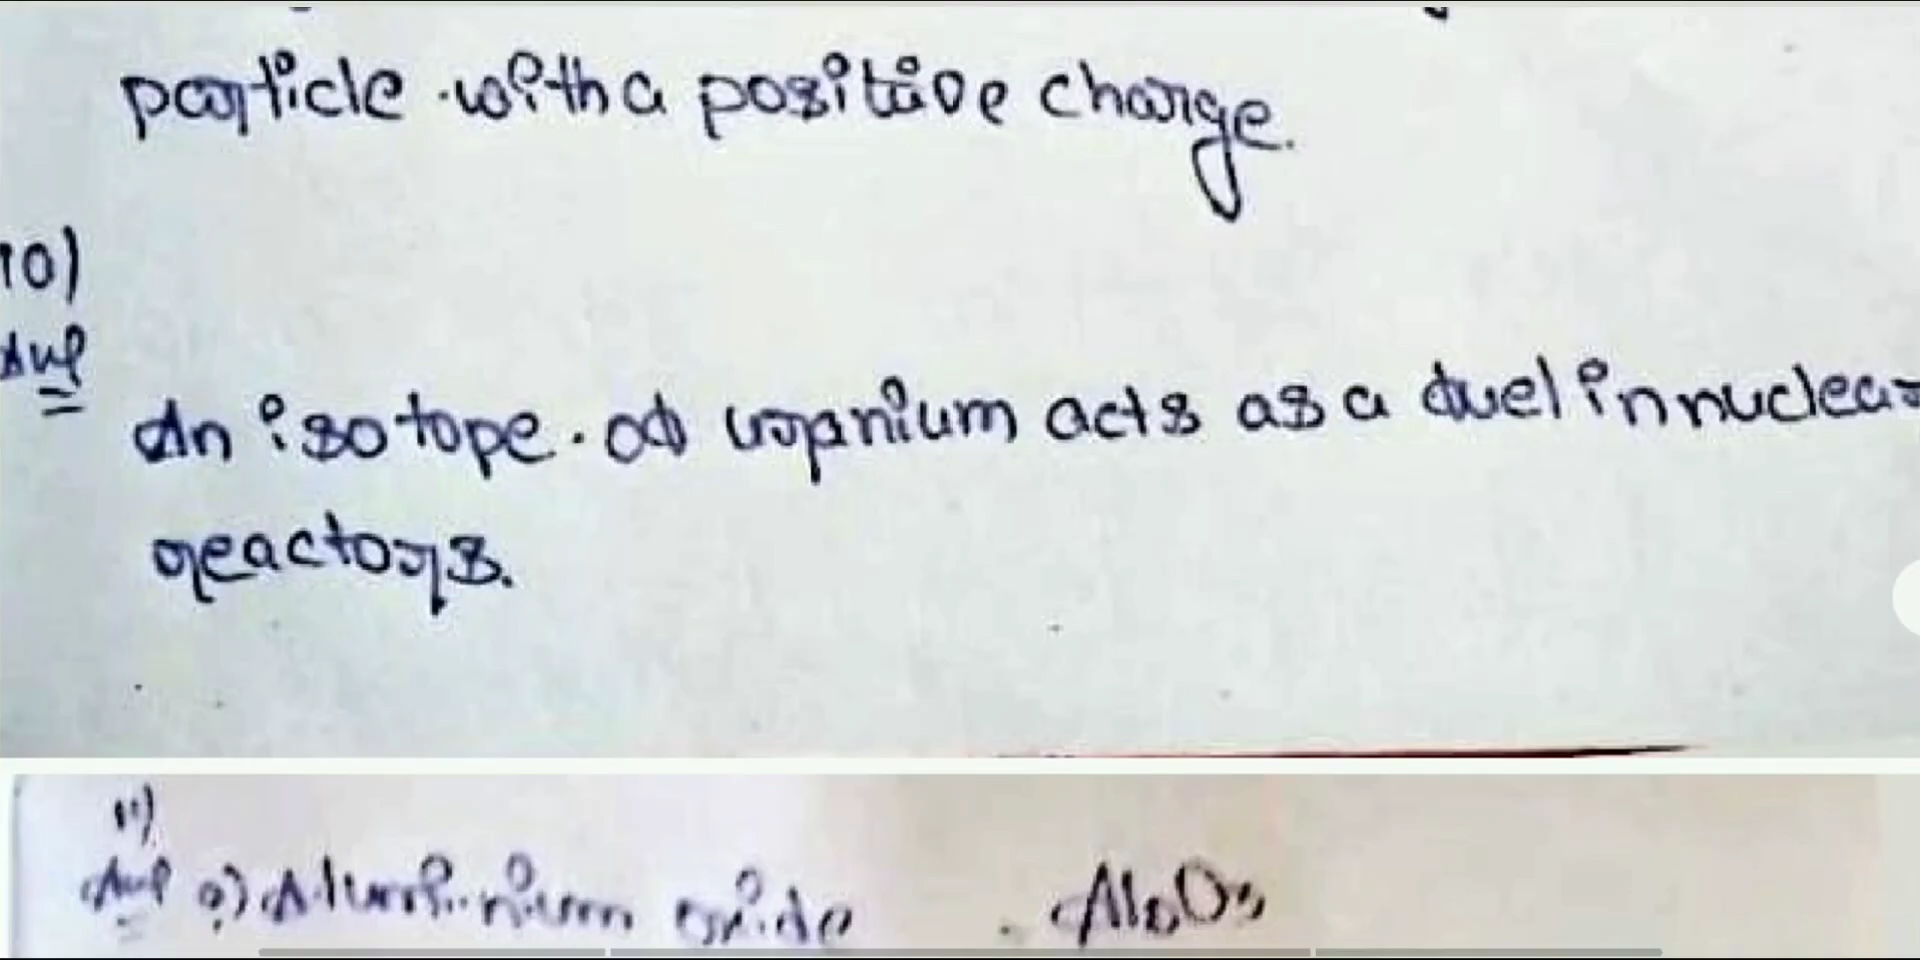 particle with a positive charge.
10)
Ans
An isotope of uranium acts as a fuel in nuclear
reactors.
11)
Ans a) Aluminium oxide Al2O3